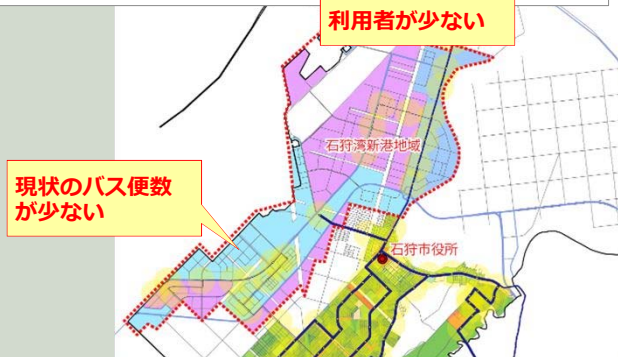 利用者が少ない
石狩湾新港地域
現状のバス便数
が少ない
石狩市役所